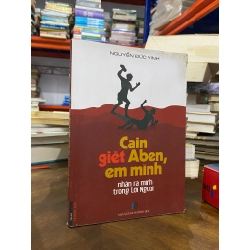 NGUYỄN ĐỨC VINH
Cain
giết Aben,
em mình
nhận ra mình
trong Lời Người